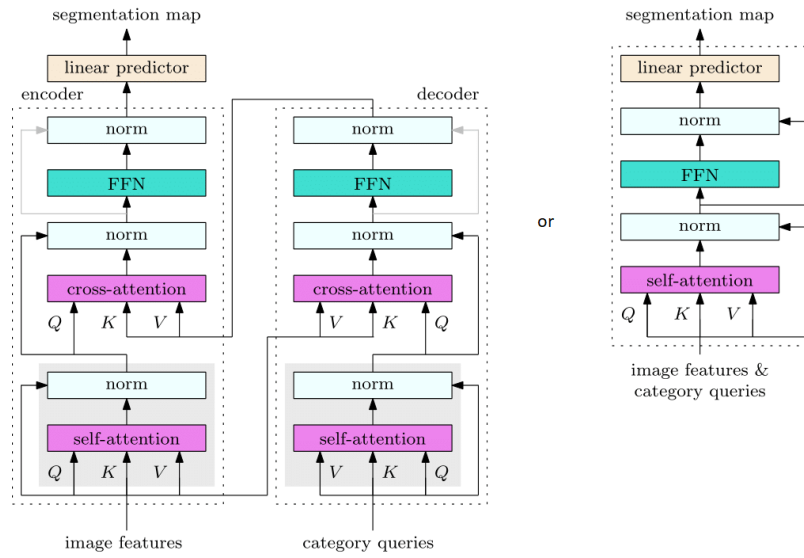 segmentation map
linear predictor
encoder
norm
FFN
norm
cross-attention
Q K V
norm
self-attention
Q K V
image features
decoder
norm
FFN
norm
cross-attention
V K Q
norm
self-attention
V K Q
category queries
or
segmentation map
linear predictor
norm
FFN
norm
self-attention
Q K V
image features &
category queries